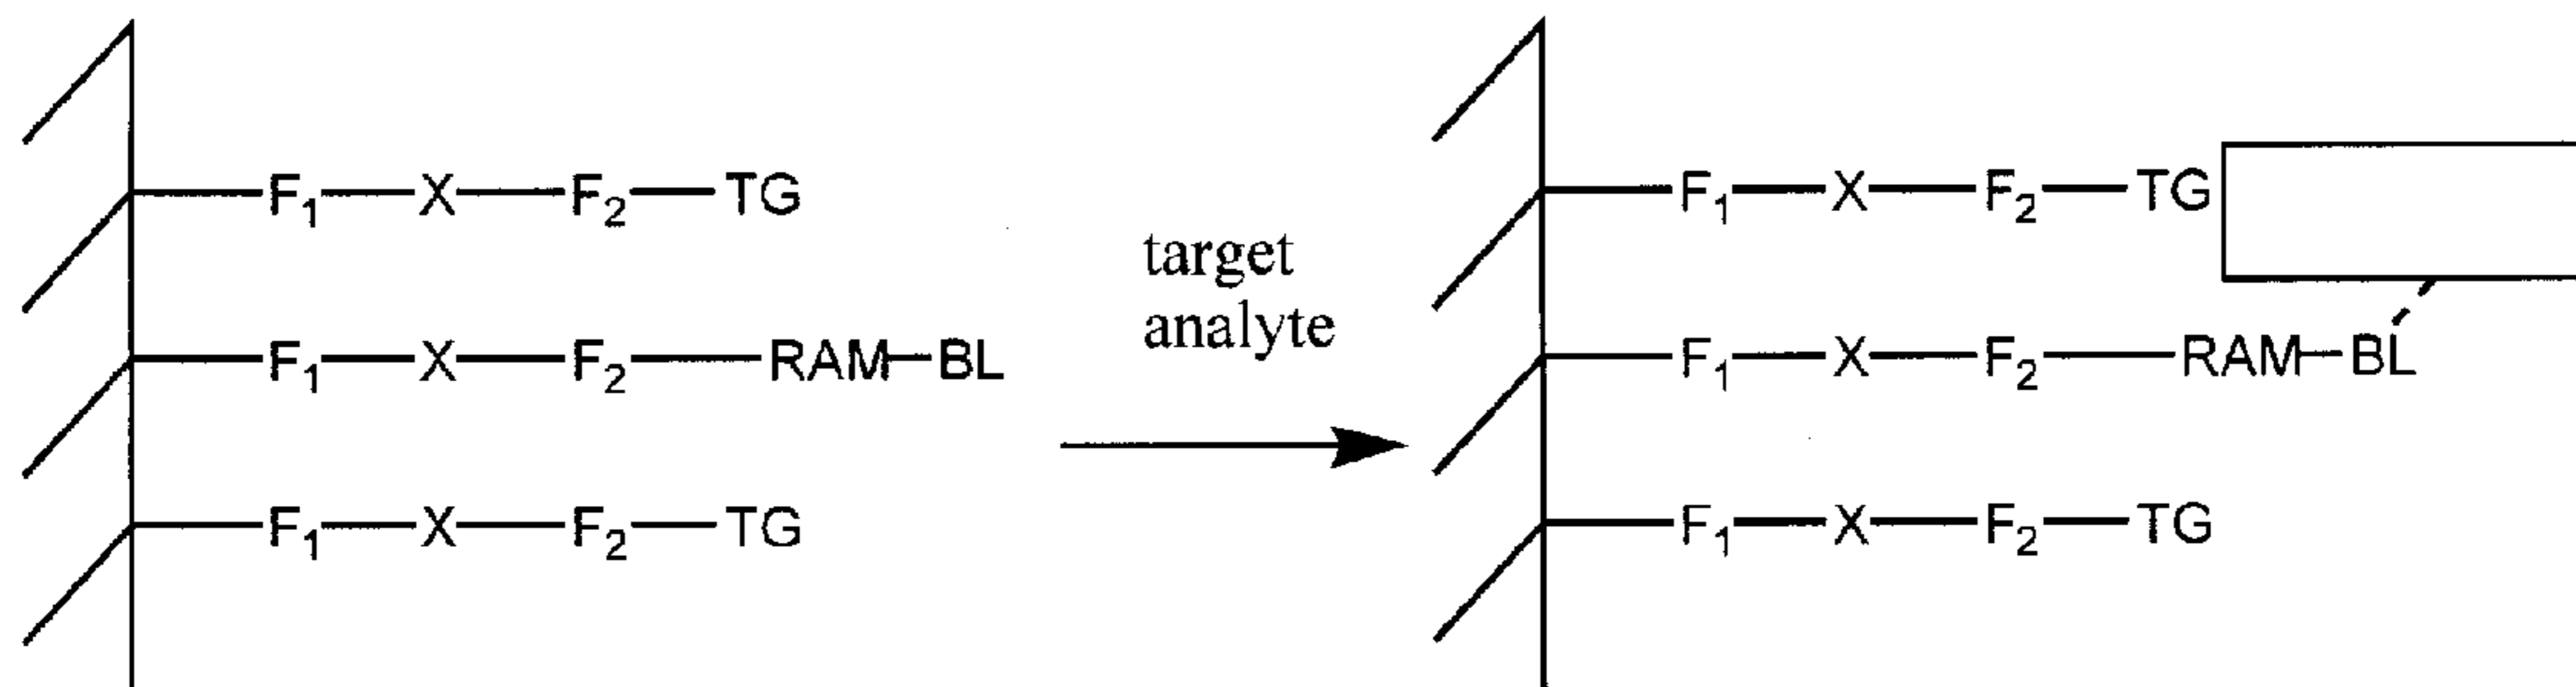 F₁—X—F₂—TG
F₁—X—F₂—RAM—BL
F₁—X—F₂—TG
target
analyte
F₁—X—F₂—TG
F₁—X—F₂—RAM—BL
F₁—X—F₂—TG